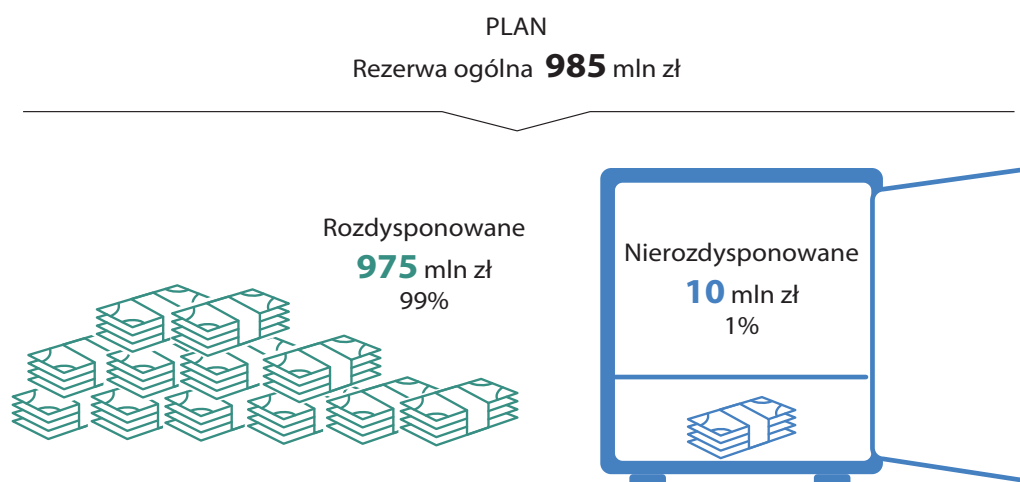 PLAN
Rezerwa ogólna 985 mln zł
Rozdysponowane
975 mln zł
99%
Nierozdysponowane
10 mln zł
1%